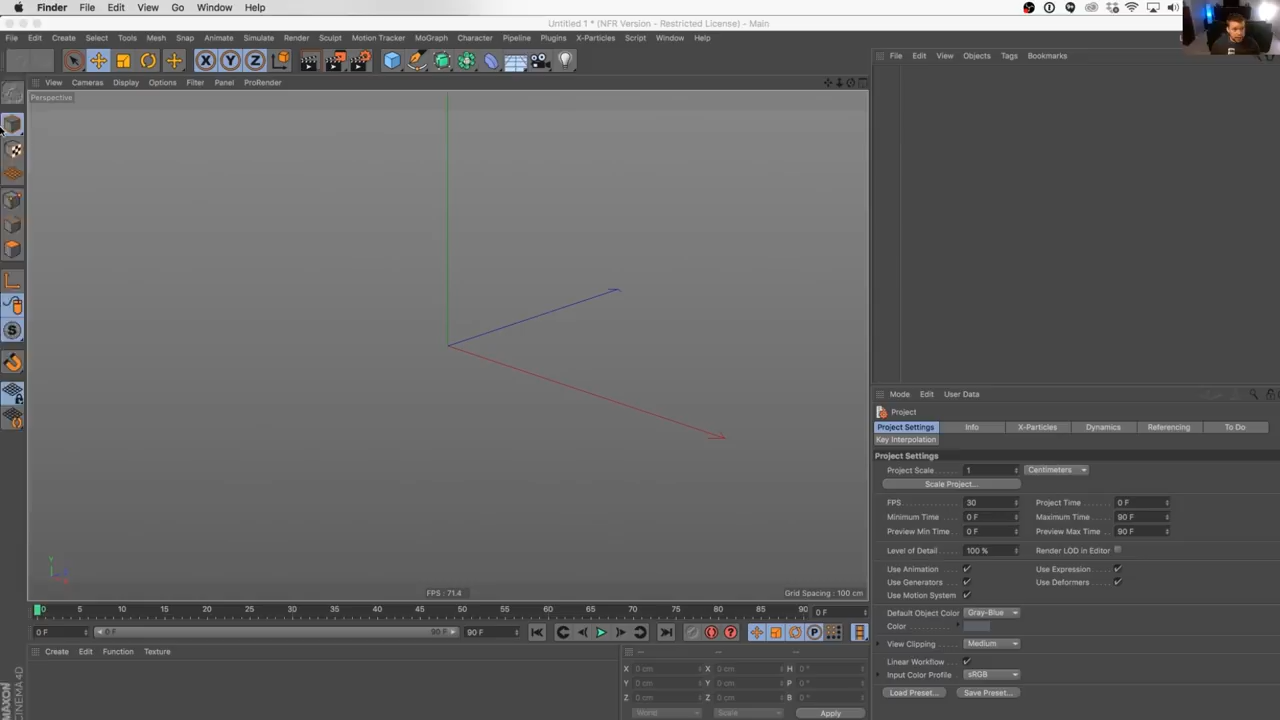 Finder File Edit View Go Window Help
Untitled 1 * (NFR Version - Restricted License) - Main
File Edit Create Select Tools Mesh Snap Animate Simulate Render Sculpt Motion Tracker MoGraph Character Pipeline Plugins X-Particles Script Window Help
X Y Z
File Edit View Objects Tags Bookmarks
View Cameras Display Options Filter Panel ProRender
Perspective
S
Y
FPS : 71.4
Grid Spacing : 100 cm
0 5 10 15 20 25 30 35 40 45 50 55 60 65 70 75 80 85 90
0 F
0 F 0 F 90 F 90 F
P
Create Edit Function Texture
-- -- --
X 0 cm X 0 cm H 0 °
Y 0 cm Y 0 cm P 0 °
Z 0 cm Z 0 cm B 0 °
World Scale Apply
MAXON
CINEMA 4D
Mode Edit User Data
Project
Project Settings Info X-Particles Dynamics Referencing To Do
Key Interpolation
Project Settings
Project Scale 1 Centimeters
Scale Project...
FPS 30 Project Time 0 F
Minimum Time 0 F Maximum Time 90 F
Preview Min Time 0 F Preview Max Time 90 F
Level of Detail 100 % Render LOD in Editor
Use Animation Use Expression
Use Generators Use Deformers
Use Motion System
Default Object Color Gray-Blue
Color
View Clipping Medium
Linear Workflow
Input Color Profile sRGB
Load Preset... Save Preset...